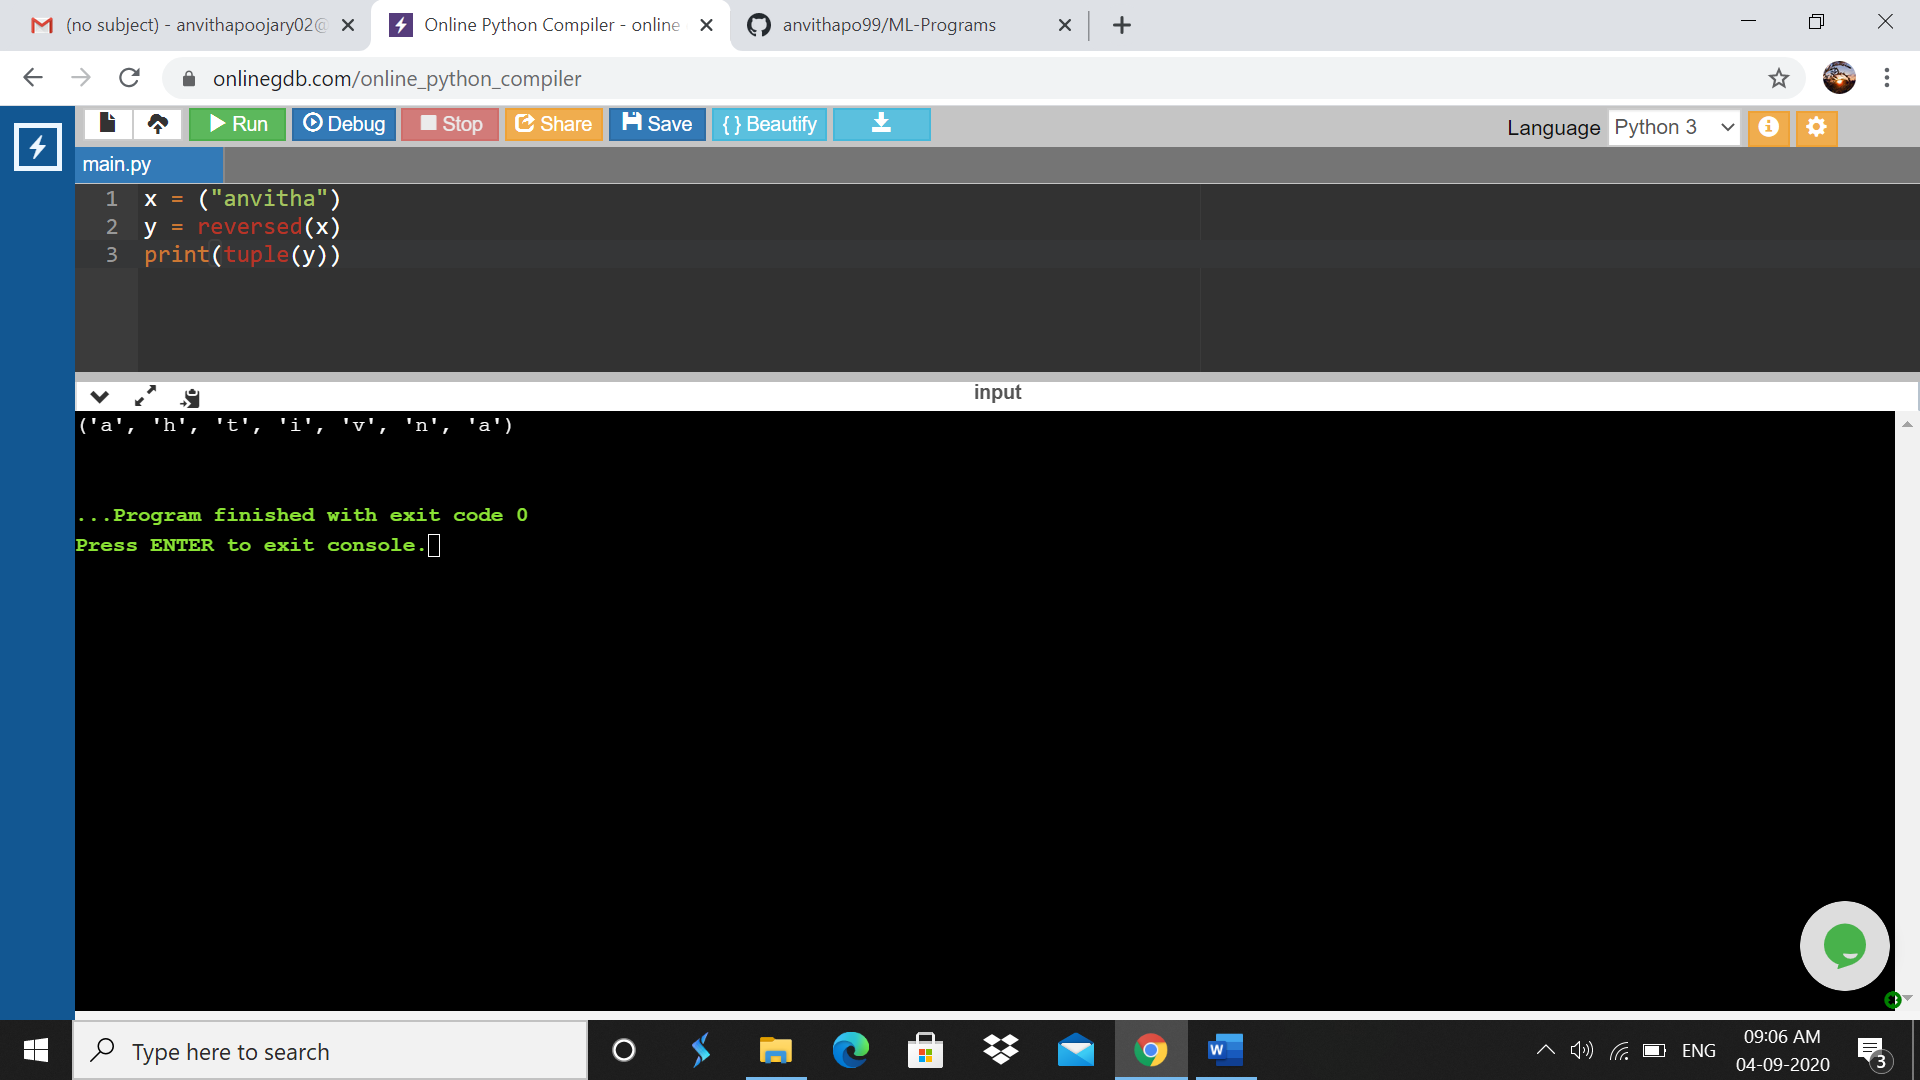 (no subject) - anvithapoojary02@
Online Python Compiler - online
anvithapo99/ML-Programs
onlinegdb.com/online_python_compiler
Run Debug Stop Share Save { } Beautify
Language Python 3
main.py
1 x = ("anvitha")
2 y = reversed(x)
3 print(tuple(y))
input
('a', 'h', 't', 'i', 'v', 'n', 'a')
...Program finished with exit code 0
Press ENTER to exit console.
Type here to search
W
ENG
09:06 AM
04-09-2020
3